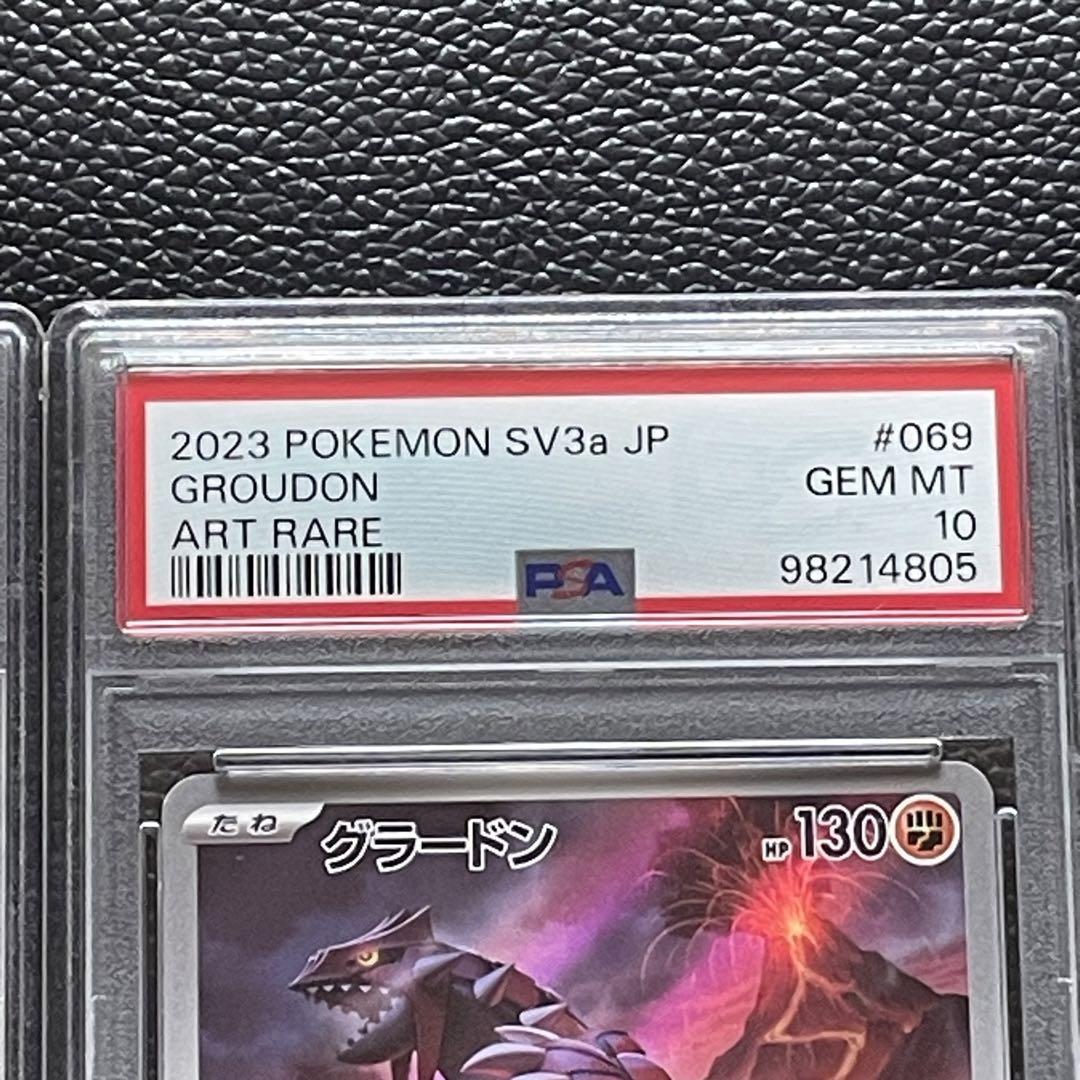 2023 POKEMON SV3a JP #069
GROUDON GEM MT
ART RARE 10
PSA 98214805
たね グラードン HP 130